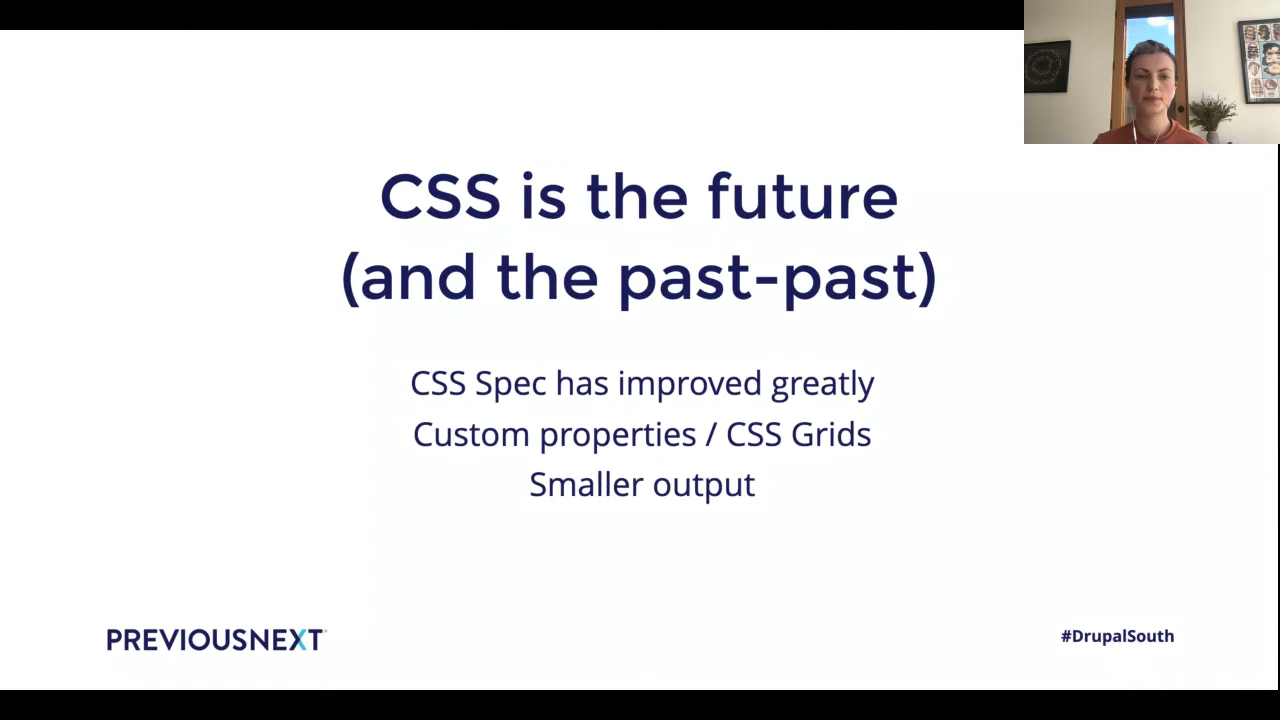 CSS is the future
(and the past-past)
CSS Spec has improved greatly
Custom properties / CSS Grids
Smaller output
PREVIOUSNEXT
#DrupalSouth